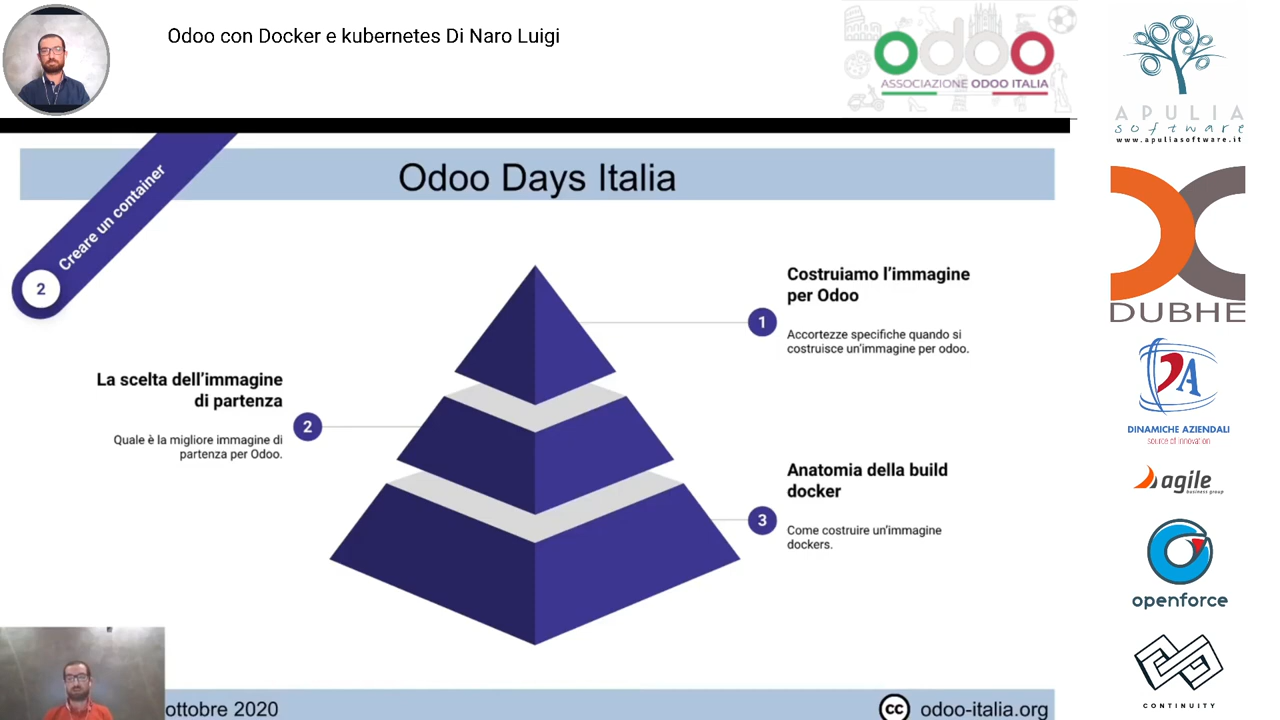 Odoo con Docker e kubernetes Di Naro Luigi
odoo
ASSOCIAZIONE ODOO ITALIA
APULIA
software
www.apuliasoftware.it
Odoo Days Italia
Creare un container
2
Costruiamo l'immagine
per Odoo
1
Accortezze specifiche quando si
costruisce un'immagine per odoo.
La scelta dell'immagine
di partenza
2
Quale è la migliore immagine di
partenza per Odoo.
Anatomia della build
docker
3
Come costruire un'immagine
dockers.
ottobre 2020
cc odoo-italia.org
DUBHE
DA
DINAMICHE AZIENDALI
source of innovation
agile
business group
openforce
CONTINUITY